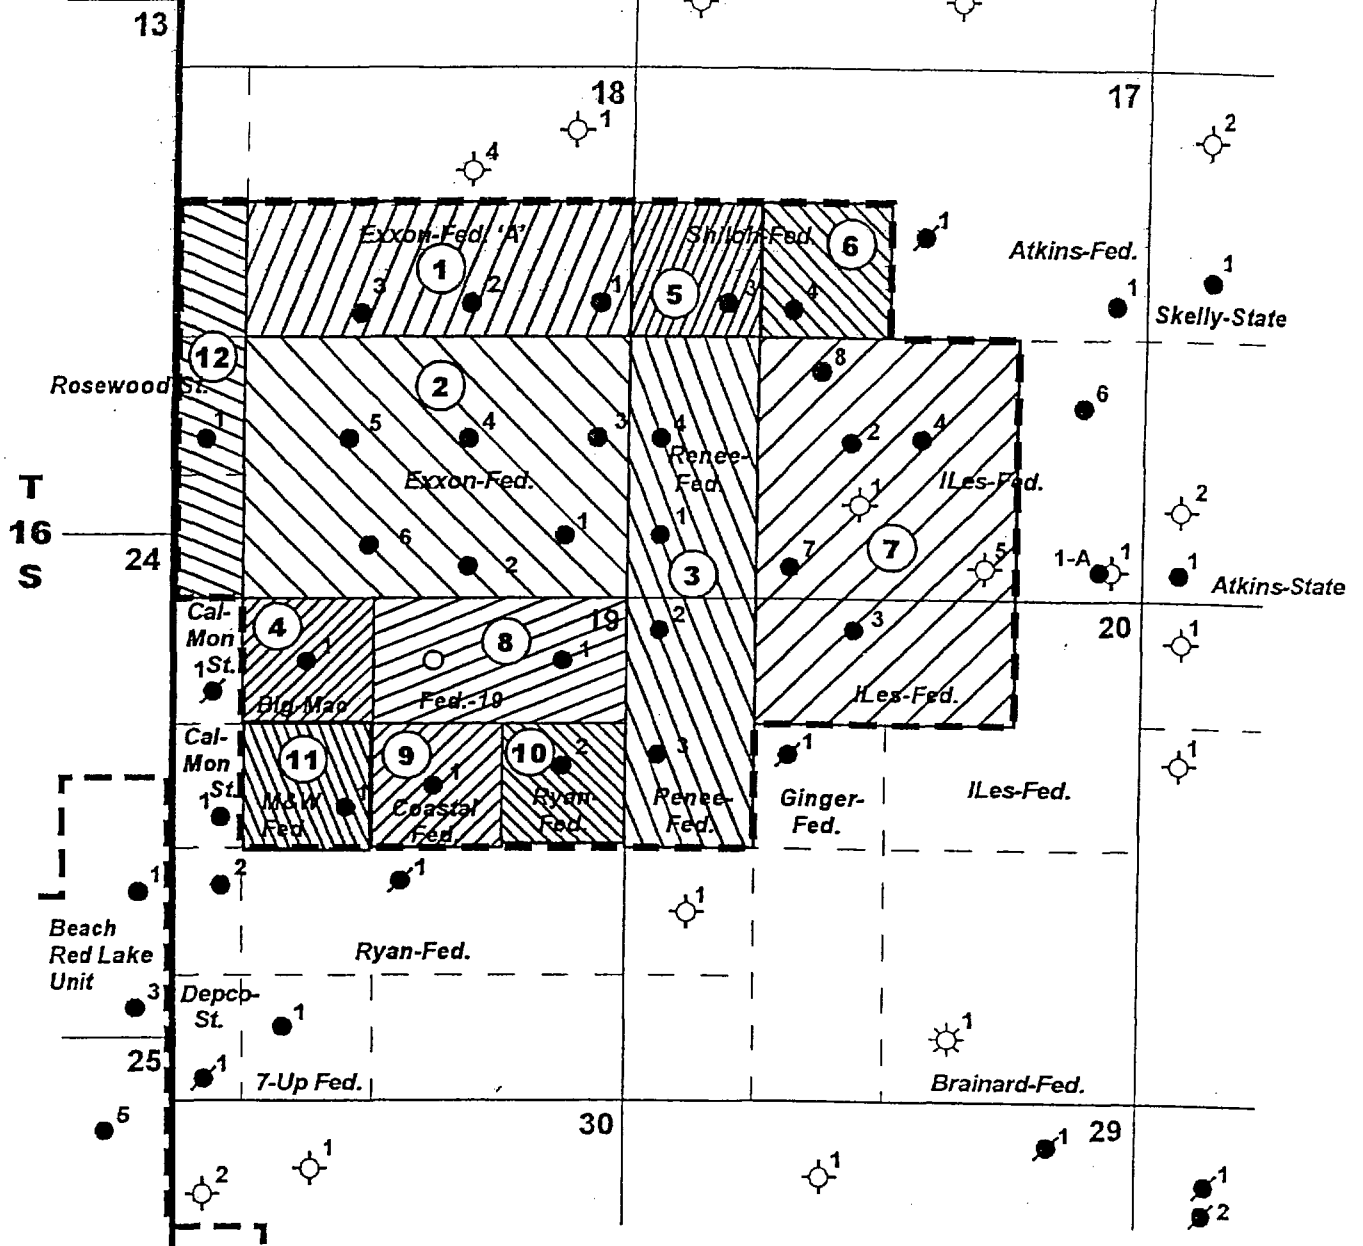 13
18
17
1
4
2
Exxon-Fed. 'A'
Shiloh-Fed.
6
1
Atkins-Fed.
1
5
3
2
1
3
4
1
1
Skelly-State
12
2
8
Rosewood St.
6
1
5
4
3
4
2
4
Renee-
Fed.
Exxon-Fed.
ILes-Fed.
1
2
T
16
S
24
6
2
1
1
3
7
7
5
1-A
1
1
Atkins-State
Cal-
Mon
St.
1
4
1
8
19
1
2
3
20
Big Mac
Fed.-19
ILes-Fed.
Cal-
Mon
St.
1
11
1
M&W
Fed
9
1
Coastal
Fed.
10
2
Ryan-
Fed.
3
Renee-
Fed.
1
Ginger-
Fed.
ILes-Fed.
1
1
2
1
1
Beach
Red Lake
Unit
Ryan-Fed.
3
Depco-
St.
1
1
25
1
7-Up Fed.
Brainard-Fed.
5
30
29
1
2
1
1
1
2